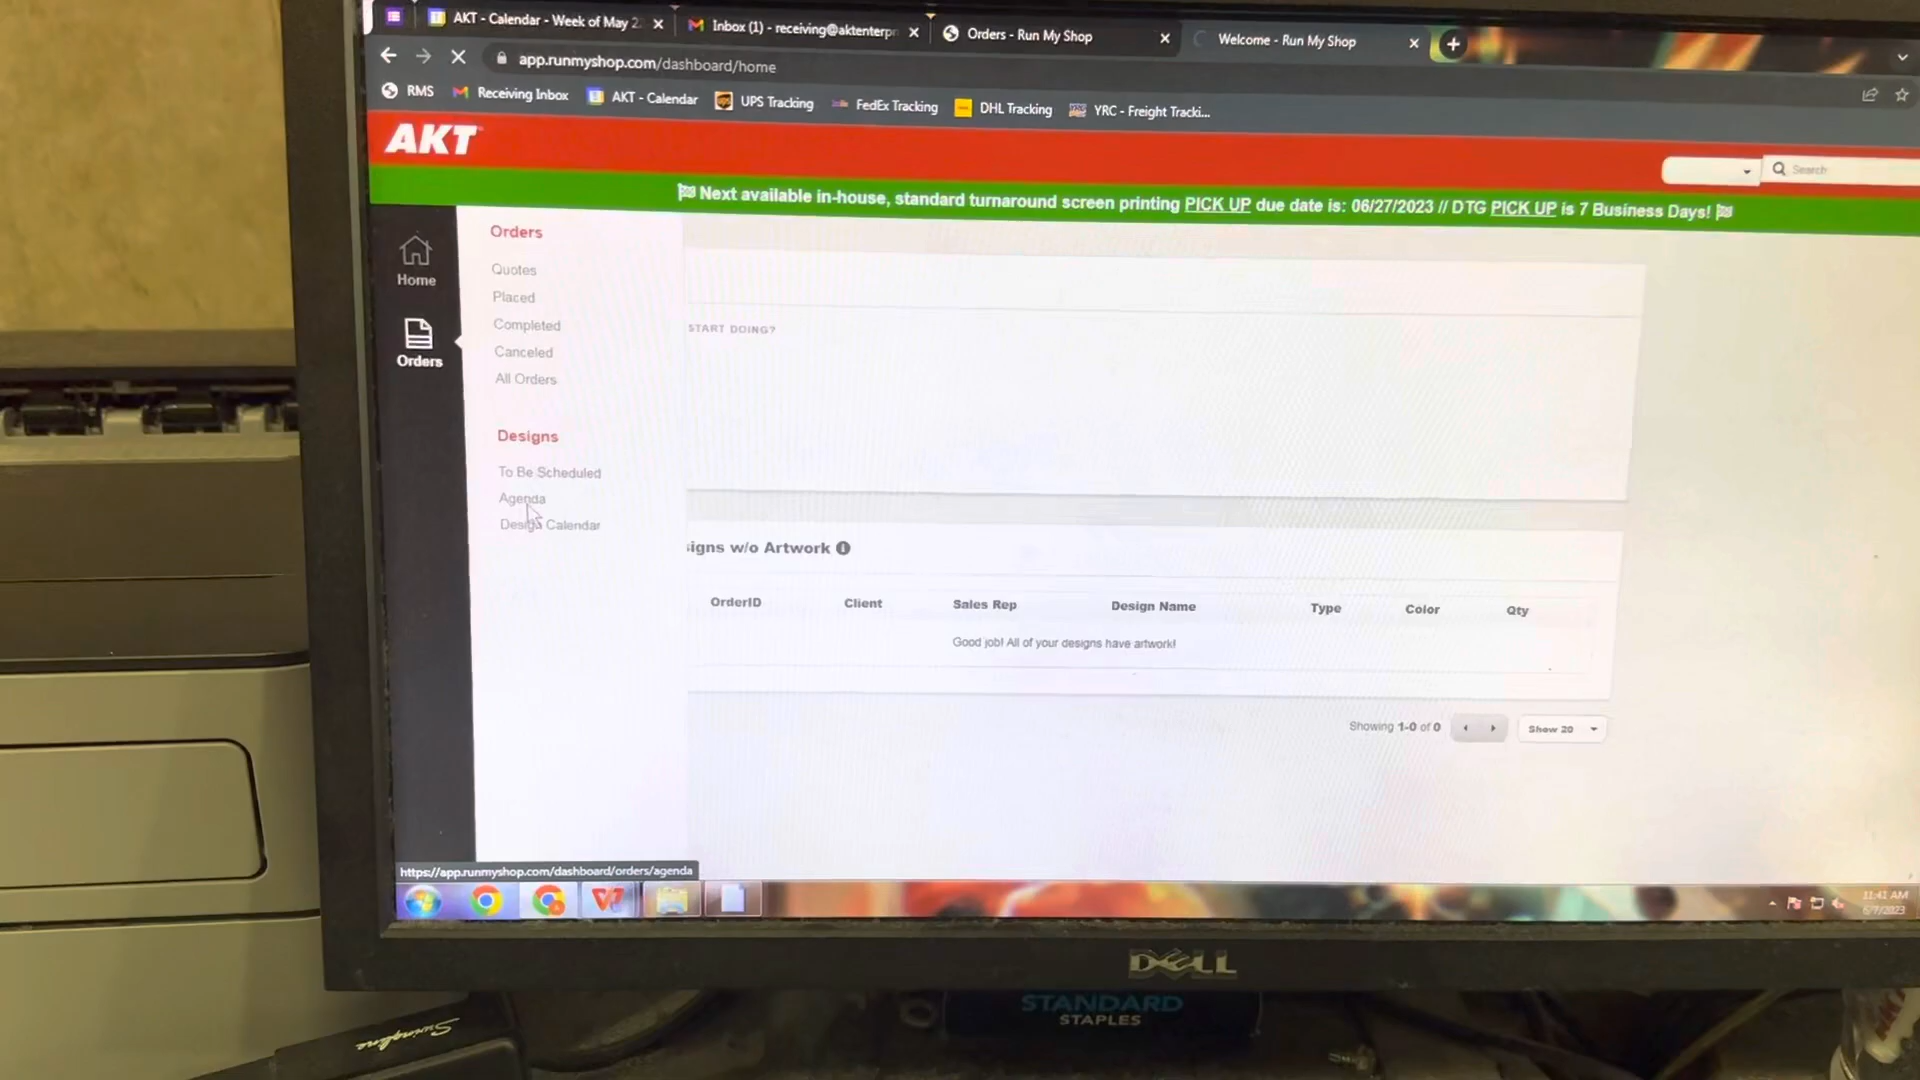 AKT - Calendar - Week of May 2
Inbox (1) - receiving@aktenterpr
Orders - Run My Shop
Welcome - Run My Shop
app.runmyshop.com/dashboard/home
RMS
Receiving Inbox
AKT - Calendar
UPS Tracking
FedEx Tracking
DHL Tracking
YRC - Freight Tracki...
AKT
Search
Next available in-house, standard turnaround screen printing PICK UP due date is: 06/27/2023 // DTG PICK UP is 7 Business Days!
Home
Orders
Orders
Quotes
Placed
Completed
Canceled
All Orders
Designs
To Be Scheduled
Agenda
Design Calendar
START DOING?
igns w/o Artwork
OrderID Client Sales Rep Design Name Type Color Qty
Good job! All of your designs have artwork!
Showing 1-0 of 0
Show 20
https://app.runmyshop.com/dashboard/orders/agenda
11:41 AM
6/7/2023
DELL
STANDARD
STAPLES
Swingline